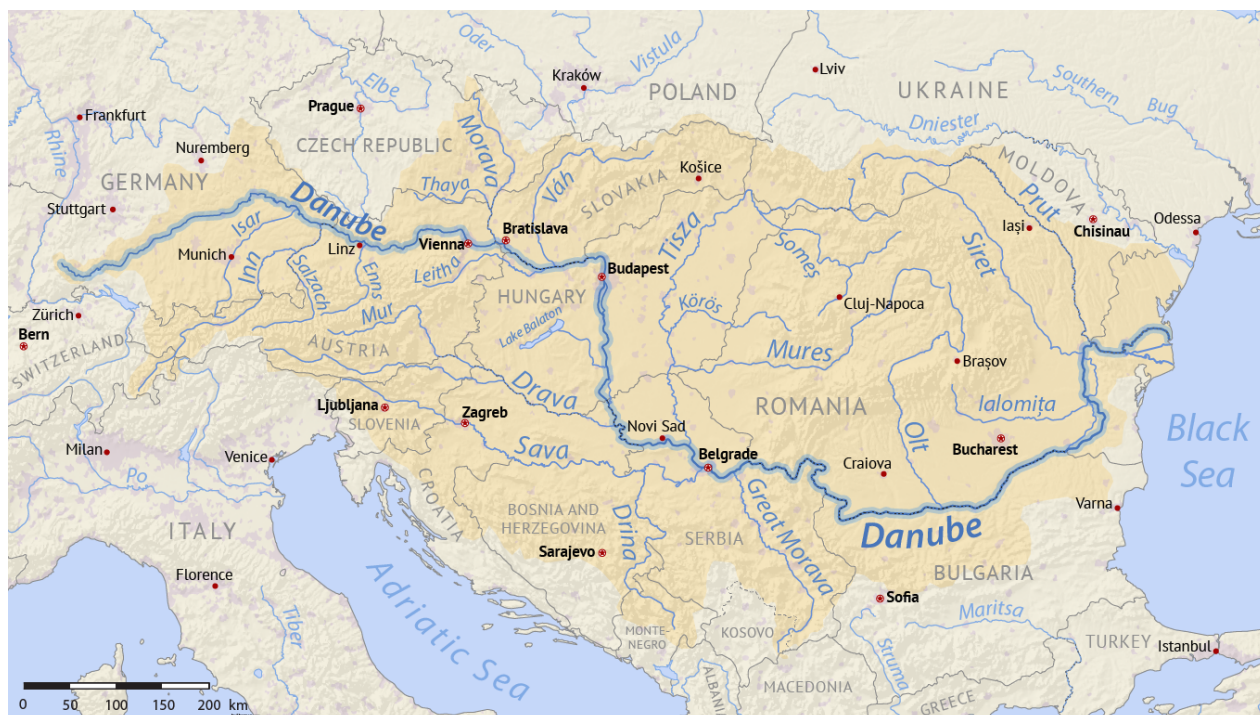 Oder
Vistula
Kraków
Lviv
POLAND
UKRAINE
Southern
Bug
Elbe
Prague
Frankfurt
Dniester
Rhine
Morava
CZECH REPUBLIC
Nuremberg
MOLDOVA
Košice
GERMANY
Thaya
Váh
SLOVAKIA
Prut
Stuttgart
Danube
Tisza
Iași
Chisinau
Odessa
Isar
Bratislava
Siret
Munich
Linz
Vienna
Someș
Inn
Salzach
Enns
Leitha
Budapest
HUNGARY
Körös
Cluj-Napoca
Zürich
Mur
Lake Balaton
Bern
SWITZERLAND
AUSTRIA
Mures
Brașov
Drava
Ljubljana
SLOVENIA
Zagreb
ROMANIA
Ialomița
Olt
Black
Sea
Milan
Venice
Sava
Novi Sad
Bucharest
Belgrade
Craiova
Po
CROATIA
Great Morava
Varna
BOSNIA AND
HERZEGOVINA
Drina
ITALY
SERBIA
Danube
Sarajevo
Adriatic Sea
Florence
BULGARIA
Sofia
Maritsa
Tiber
MONTE-
NEGRO
KOSOVO
TURKEY
Istanbul
Struma
ALBANIA
MACEDONIA
GREECE
0 50 100 150 200 km